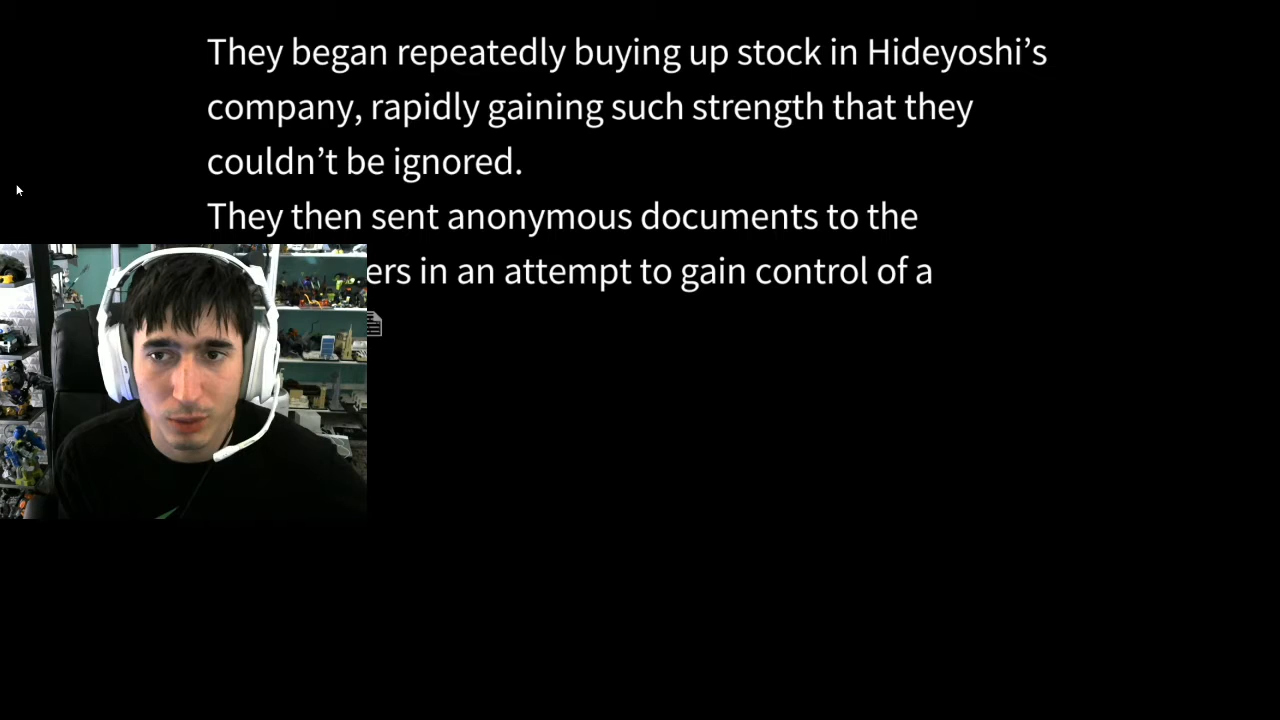 They began repeatedly buying up stock in Hideyoshi’s
company, rapidly gaining such strength that they
couldn’t be ignored.
They then sent anonymous documents to the
in an attempt to gain control of a